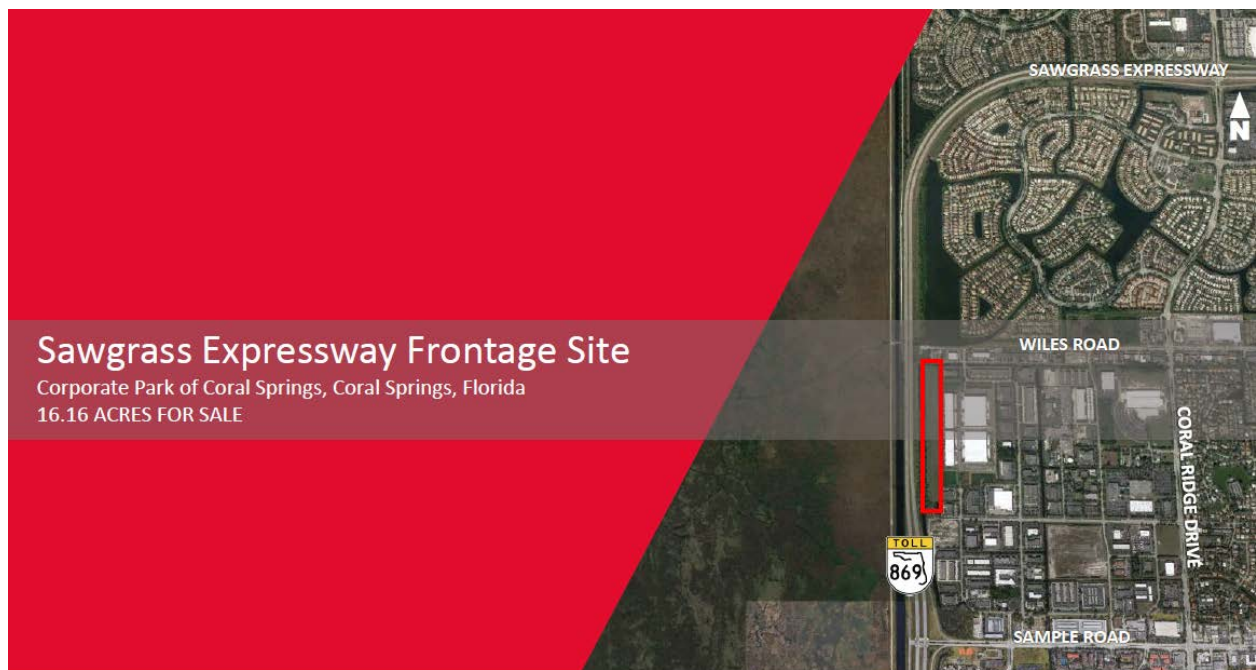 SAWGRASS EXPRESSWAY
N
Sawgrass Expressway Frontage Site
Corporate Park of Coral Springs, Coral Springs, Florida
16.16 ACRES FOR SALE
WILES ROAD
CORAL RIDGE DRIVE
TOLL
869
SAMPLE ROAD